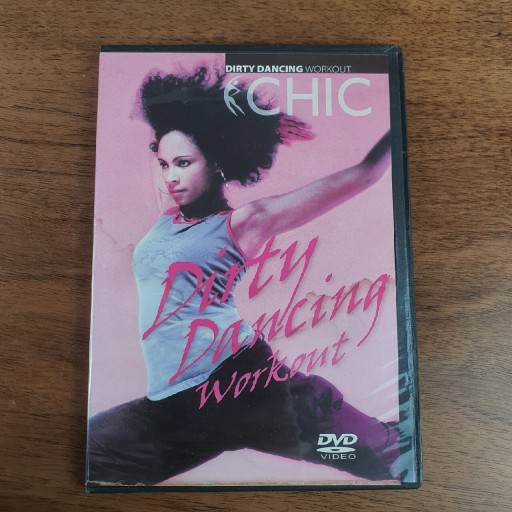 DIRTY DANCING WORKOUT
CHIC
Dirty
Dancing
Workout
DVD
VIDEO